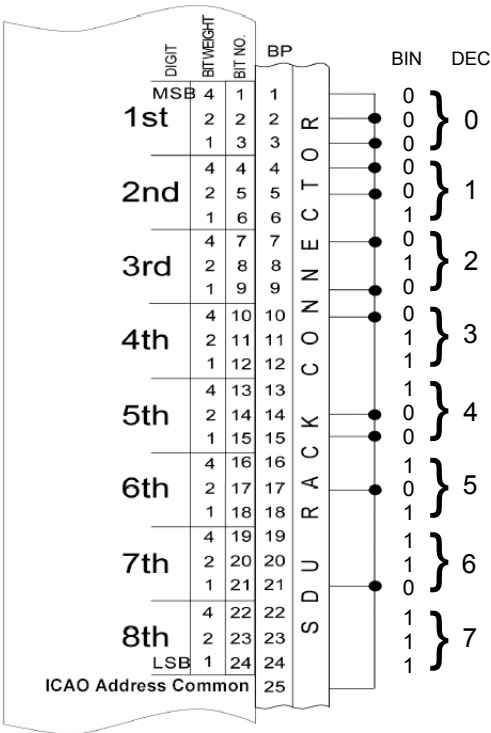 DIGIT BIT WEIGHT BIT NO. BP BIN DEC
MSB 4 1 1 0
1st 2 2 2 0 } 0
1 3 3 0
4 4 4 0
2nd 2 5 5 0 } 1
1 6 6 1
4 7 7 0
3rd 2 8 8 1 } 2
1 9 9 0
4 10 10 0
4th 2 11 11 1 } 3
1 12 12 1
4 13 13 1
5th 2 14 14 0 } 4
1 15 15 0
4 16 16 1
6th 2 17 17 0 } 5
1 18 18 1
4 19 19 1
7th 2 20 20 1 } 6
1 21 21 0
4 22 22 1
8th 2 23 23 1 } 7
LSB 1 24 24 1
ICAO Address Common 25
SDU RACK CONNECTOR